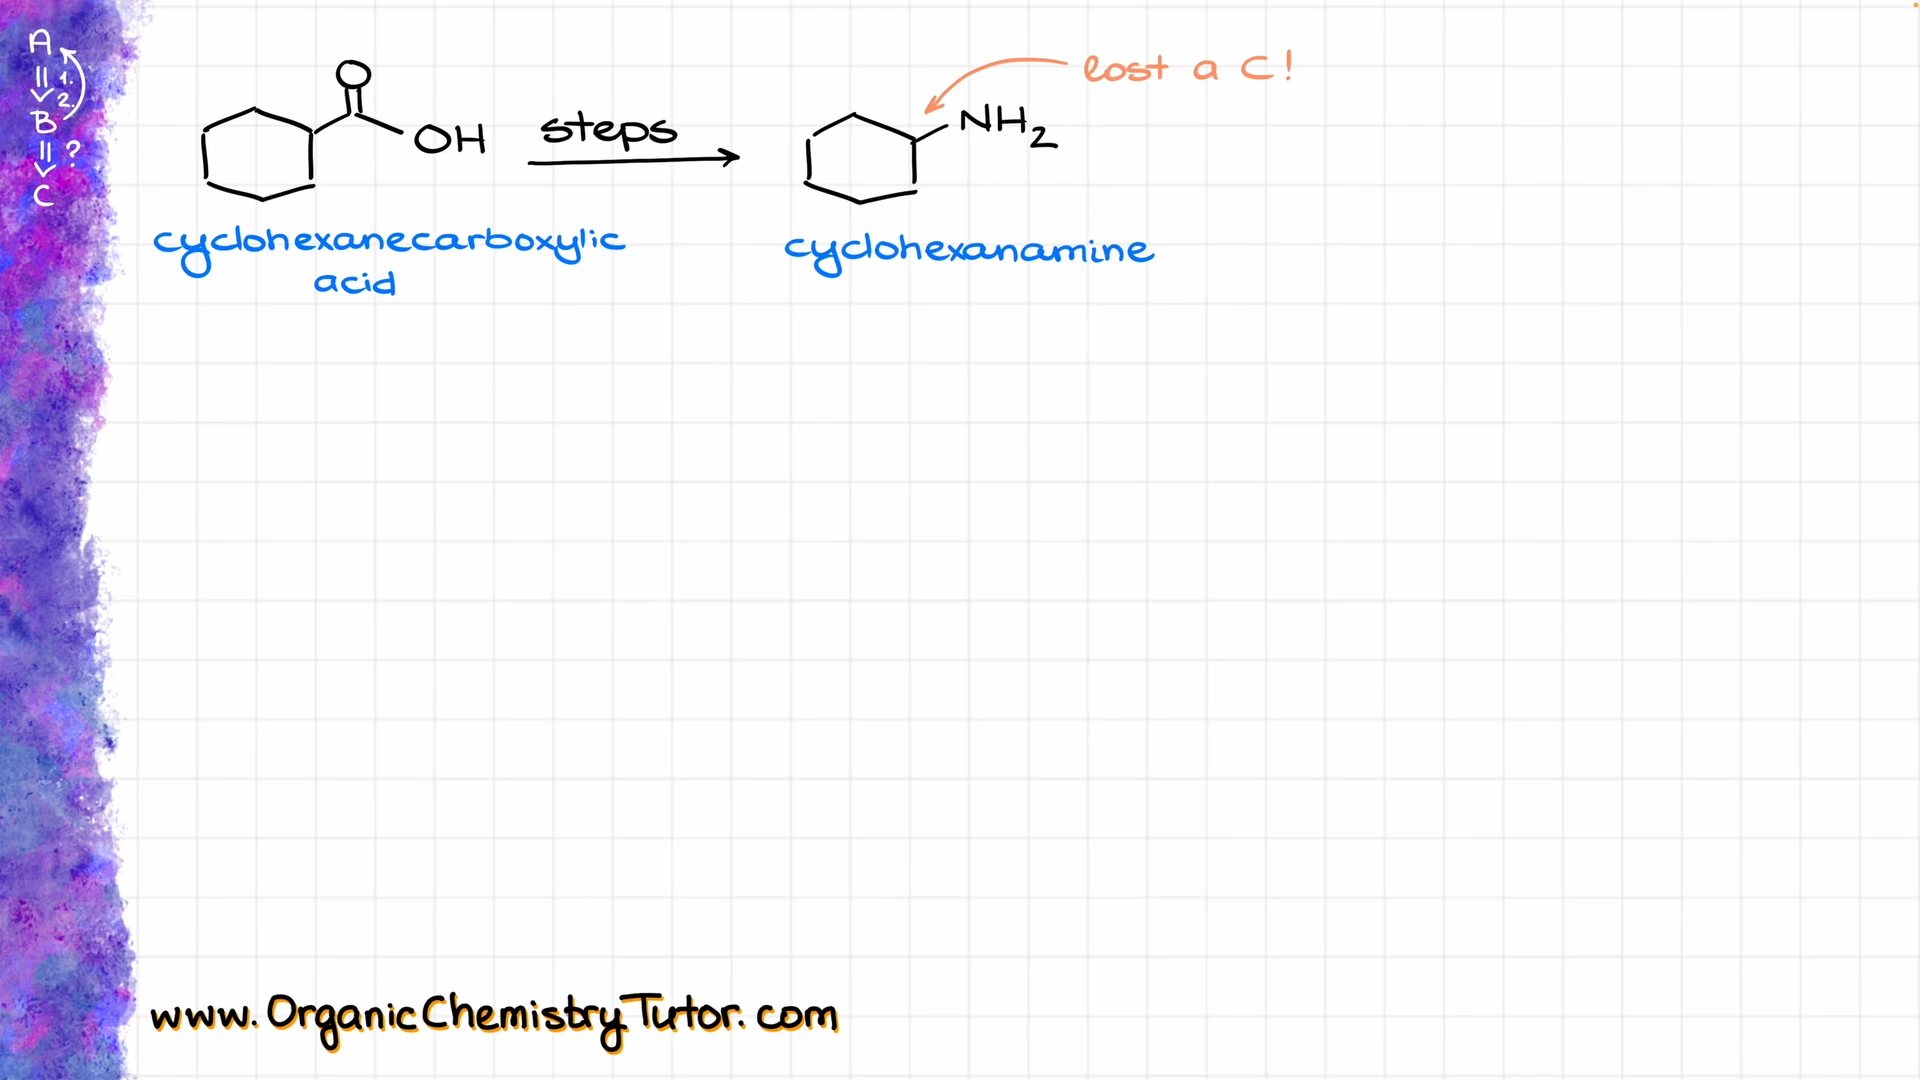 A
1.
2.
B
?
C
O
OH
steps
NH2
lost a C!
cyclohexanecarboxylic
acid
cyclohexanamine
www.OrganicChemistryTutor.com